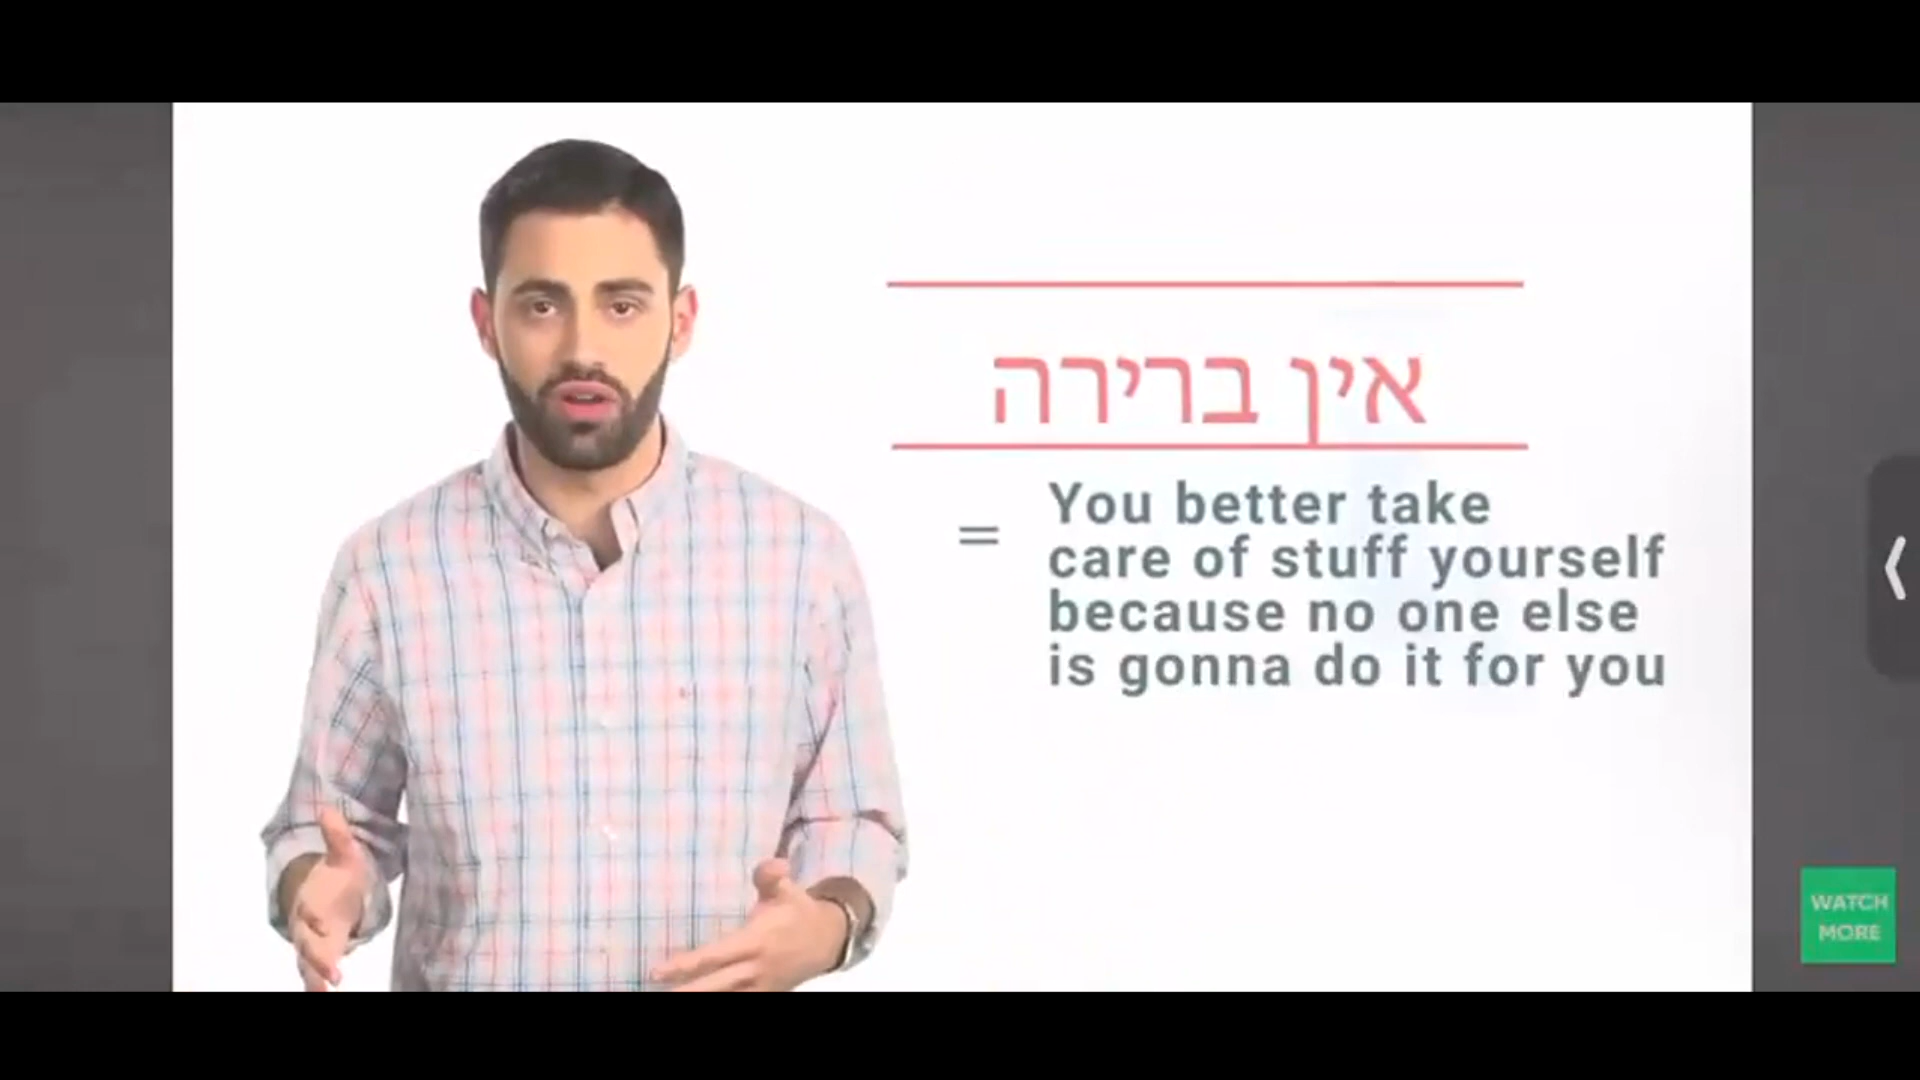 אין ברירה
= You better take
care of stuff yourself
because no one else
is gonna do it for you
WATCH
MORE